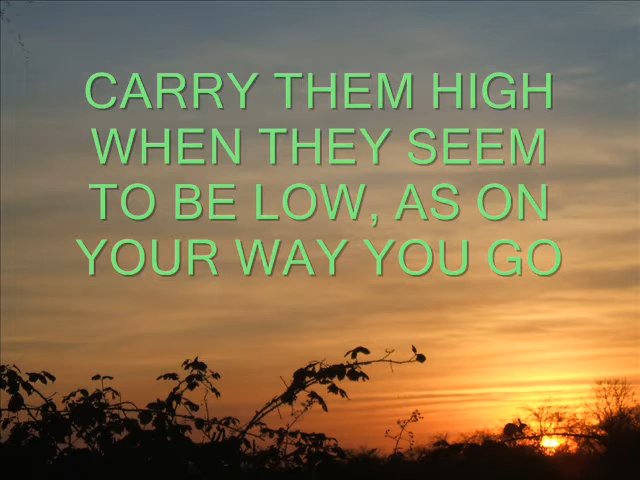 CARRY THEM HIGH
WHEN THEY SEEM
TO BE LOW, AS ON
YOUR WAY YOU GO